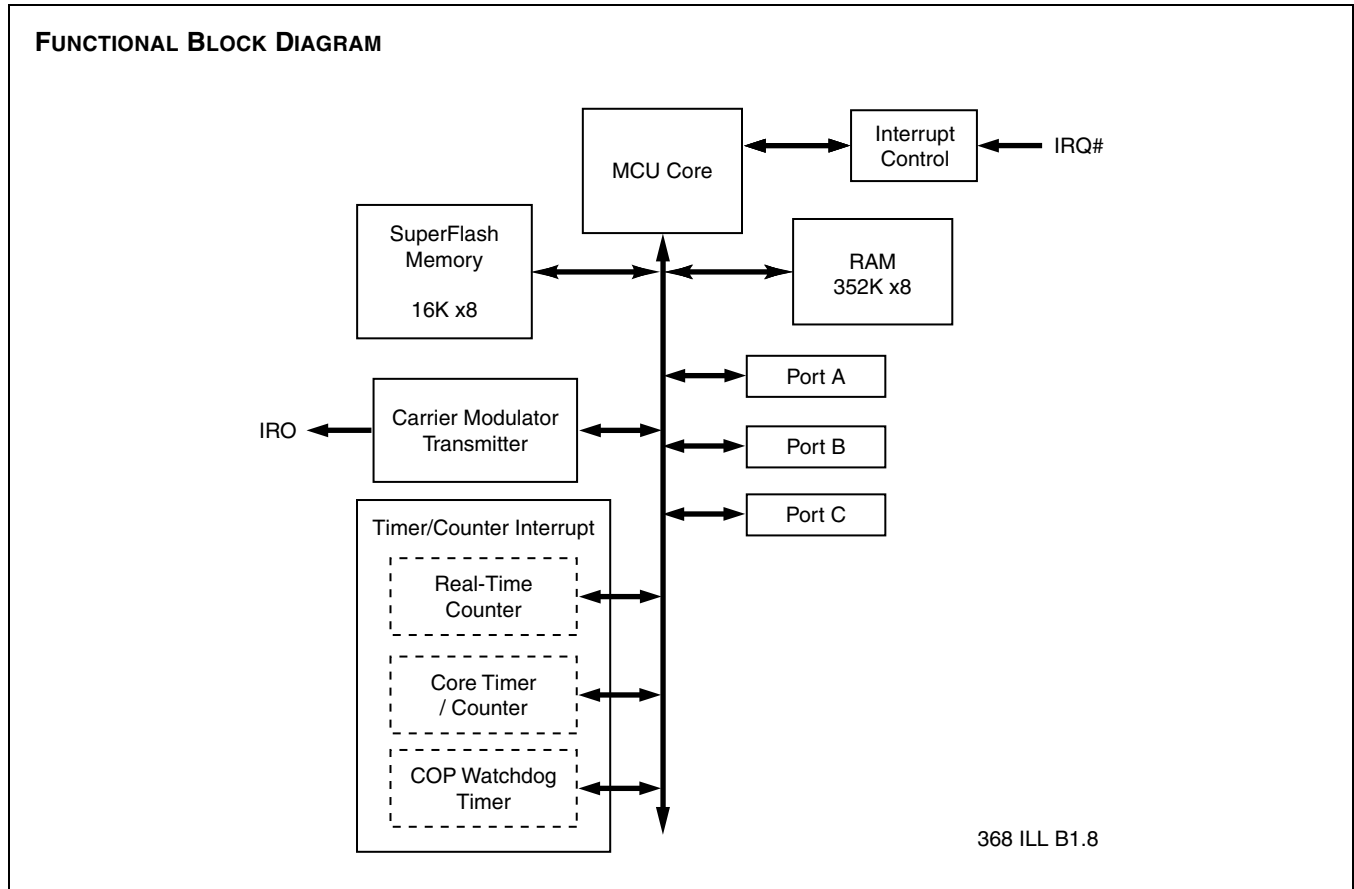 FUNCTIONAL BLOCK DIAGRAM
MCU Core
Interrupt
Control
IRQ#
SuperFlash
Memory
16K x8
RAM
352K x8
Port A
Carrier Modulator
Transmitter
IRO
Port B
Port C
Timer/Counter Interrupt
Real-Time
Counter
Core Timer
/ Counter
COP Watchdog
Timer
368 ILL B1.8